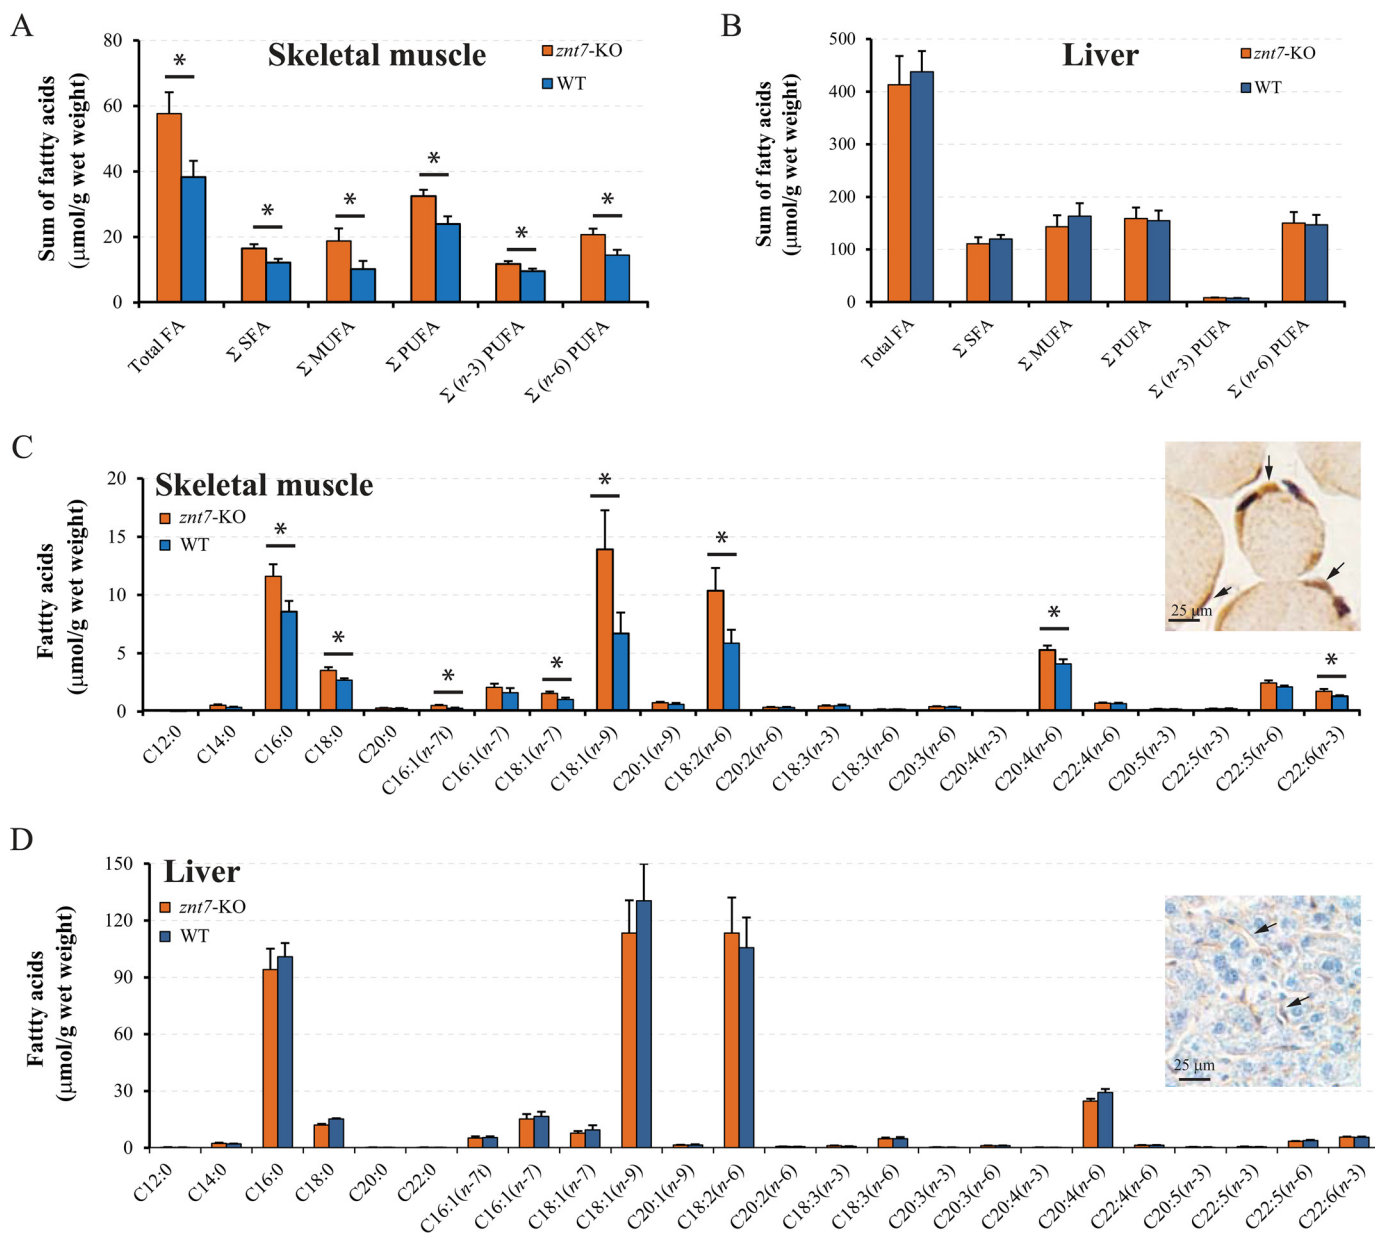 A
Skeletal muscle
znt7-KO
WT
Sum of fattty acids
(µmol/g wet weight)
80
60
40
20
0
Total FA
Σ SFA
Σ MUFA
Σ PUFA
Σ (n-3) PUFA
Σ (n-6) PUFA
*
*
*
*
*
*
B
Liver
znt7-KO
WT
Sum of fatty acids
(µmol/g wet weight)
500
400
300
200
100
0
Total FA
Σ SFA
Σ MUFA
Σ PUFA
Σ (n-3) PUFA
Σ (n-6) PUFA
C
Skeletal muscle
znt7-KO
WT
Fattty acids
(µmol/g wet weight)
20
15
10
5
0
*
*
*
*
*
*
*
*
C12:0
C14:0
C16:0
C18:0
C20:0
C16:1(n-7t)
C16:1(n-7)
C18:1(n-7)
C18:1(n-9)
C20:1(n-9)
C18:2(n-6)
C20:2(n-6)
C18:3(n-3)
C18:3(n-6)
C20:3(n-6)
C20:4(n-3)
C20:4(n-6)
C22:4(n-6)
C20:5(n-3)
C22:5(n-3)
C22:5(n-6)
C22:6(n-3)
25 µm
D
Liver
znt7-KO
WT
Fattty acids
(µmol/g wet weight)
150
120
90
60
30
0
C12:0
C14:0
C16:0
C18:0
C20:0
C22:0
C16:1(n-7t)
C16:1(n-7)
C18:1(n-7)
C18:1(n-9)
C20:1(n-9)
C18:2(n-6)
C20:2(n-6)
C18:3(n-3)
C18:3(n-6)
C20:3(n-3)
C20:3(n-6)
C20:4(n-3)
C20:4(n-6)
C22:4(n-6)
C20:5(n-3)
C22:5(n-3)
C22:5(n-6)
C22:6(n-3)
25 µm